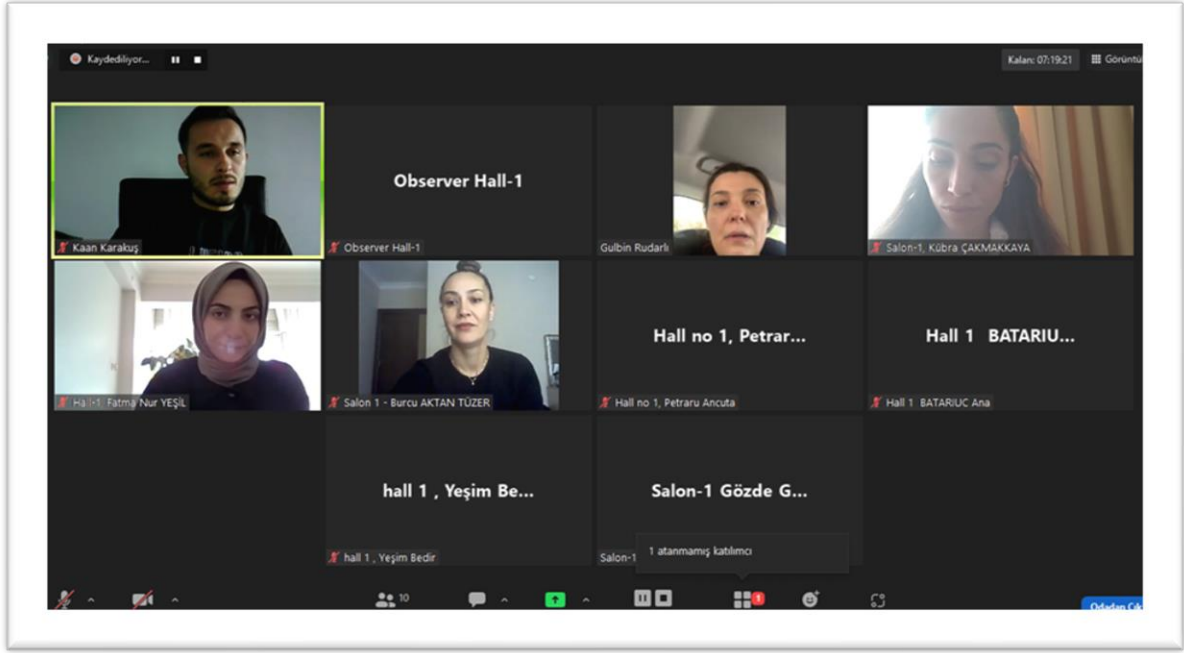 Kaydediliyor...
Kalan: 07:19:21
Görüntü
Kaan Karakuş
Observer Hall-1
Observer Hall-1
Gulbin Rudarlı
Salon-1, Kübra ÇAKMAKKAYA
Hall-1, Fatma Nur YEŞİL
Salon 1 - Burcu AKTAN TÜZER
Hall no 1, Petrar...
Hall no 1, Petraru Ancuta
Hall 1 BATARIU...
Hall 1 BATARIUC Ana
hall 1 , Yeşim Be...
hall 1 , Yeşim Bedir
Salon-1 Gözde G...
Salon-1
1 atanmamış katılımcı
10
1
Odadan Çık